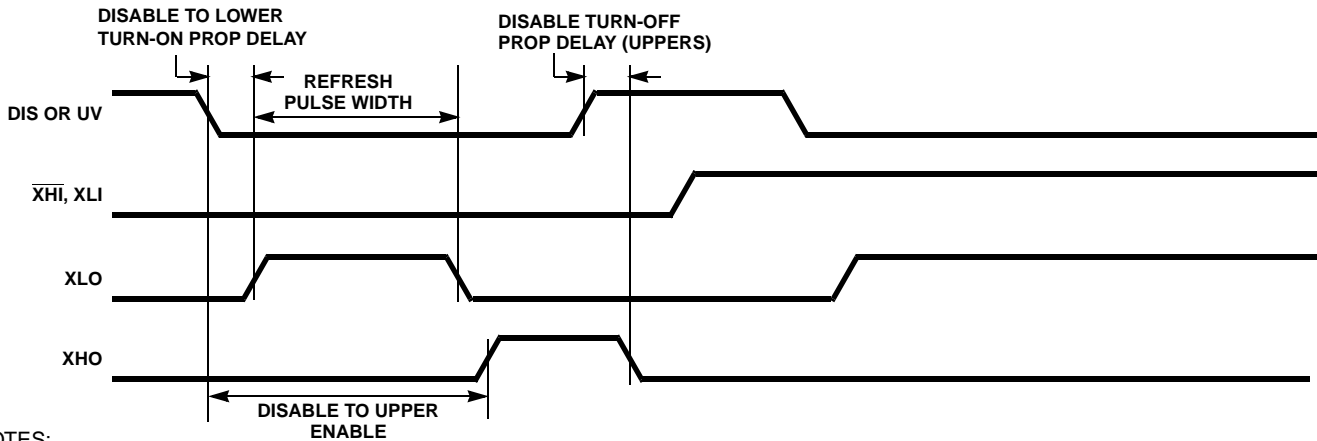 DISABLE TO LOWER
TURN-ON PROP DELAY
DISABLE TURN-OFF
PROP DELAY (UPPERS)
REFRESH
PULSE WIDTH
DIS OR UV
X̅H̅I̅, XLI
XLO
XHO
DISABLE TO UPPER
ENABLE